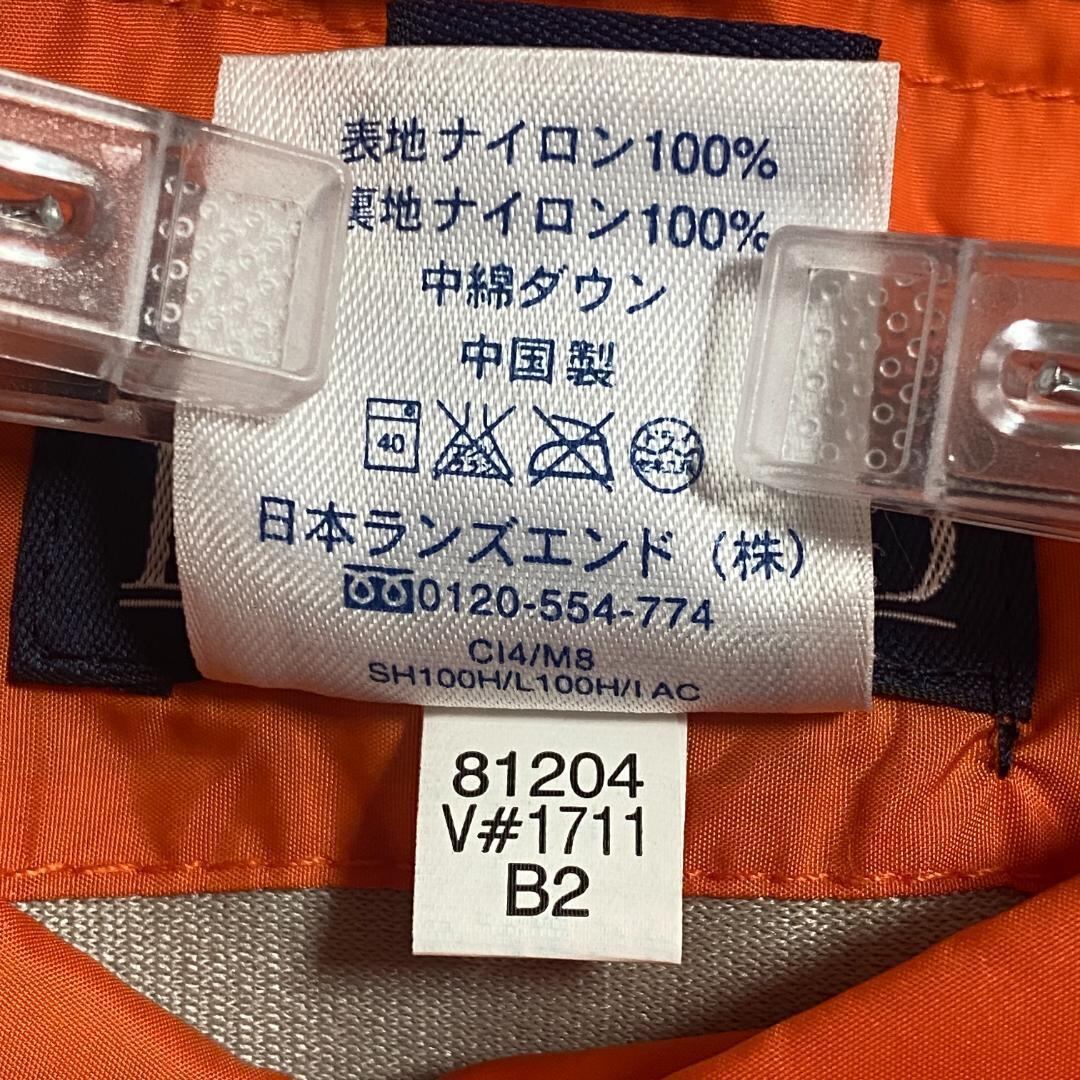 表地ナイロン100%
裏地ナイロン100%
中綿ダウン
中国製
40
日本ランズエンド(株)
0120-554-774
CI4/M8
SH100H/L100H/LAC
81204
V#1711
B2